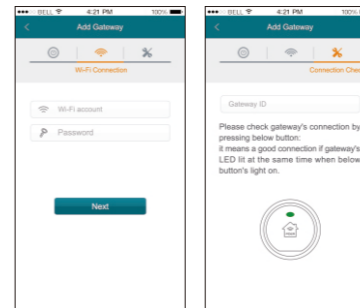 BELL 4:21 PM 100%
Add Gateway
Wi-Fi Connection
Wi-Fi account
Password
Next
BELL 4:21 PM 100%
Add Gateway
Connection Chec
Gateway ID
Please check gateway's connection by
pressing below button:
it means a good connection if gateway's
LED lit at the same time when below
button's light on.